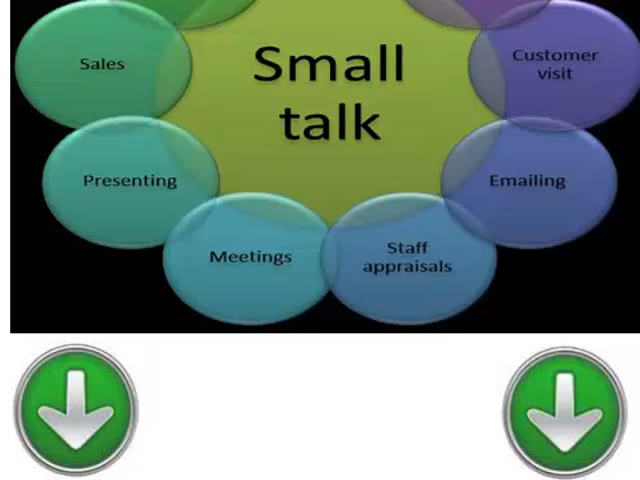 Small
talk
Sales
Customer
visit
Presenting
Emailing
Meetings
Staff
appraisals